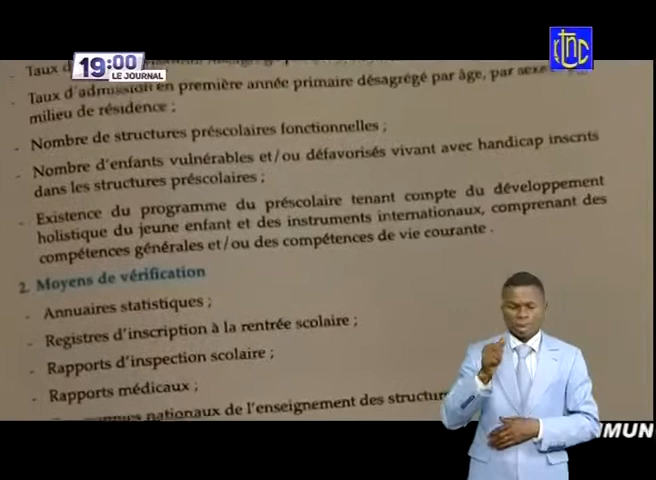 rtnc
19:00
LE JOURNAL
- Taux
- Taux d'admission en première année primaire désagrégé par âge, par sexe
milieu de résidence ;
- Nombre de structures préscolaires fonctionnelles ;
- Nombre d'enfants vulnérables et/ou défavorisés vivant avec handicap inscrits
dans les structures préscolaires ;
- Existence du programme du préscolaire tenant compte du développement
holistique du jeune enfant et des instruments internationaux, comprenant des
compétences générales et/ou des compétences de vie courante .
2. Moyens de vérification
- Annuaires statistiques ;
- Registres d'inscription à la rentrée scolaire ;
- Rapports d'inspection scolaire ;
- Rapports médicaux ;
nationaux de l'enseignement des
MUN